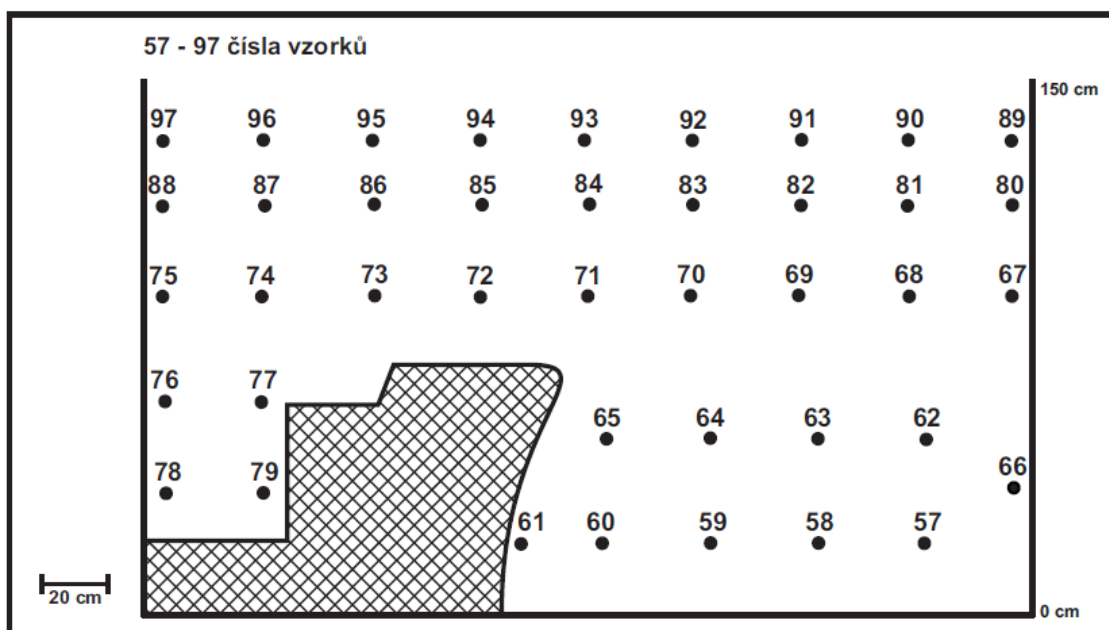 57 - 97 čísla vzorků
150 cm
97 96 95 94 93 92 91 90 89
88 87 86 85 84 83 82 81 80
75 74 73 72 71 70 69 68 67
76 77
65 64 63 62
78 79 66
61 60 59 58 57
20 cm
0 cm